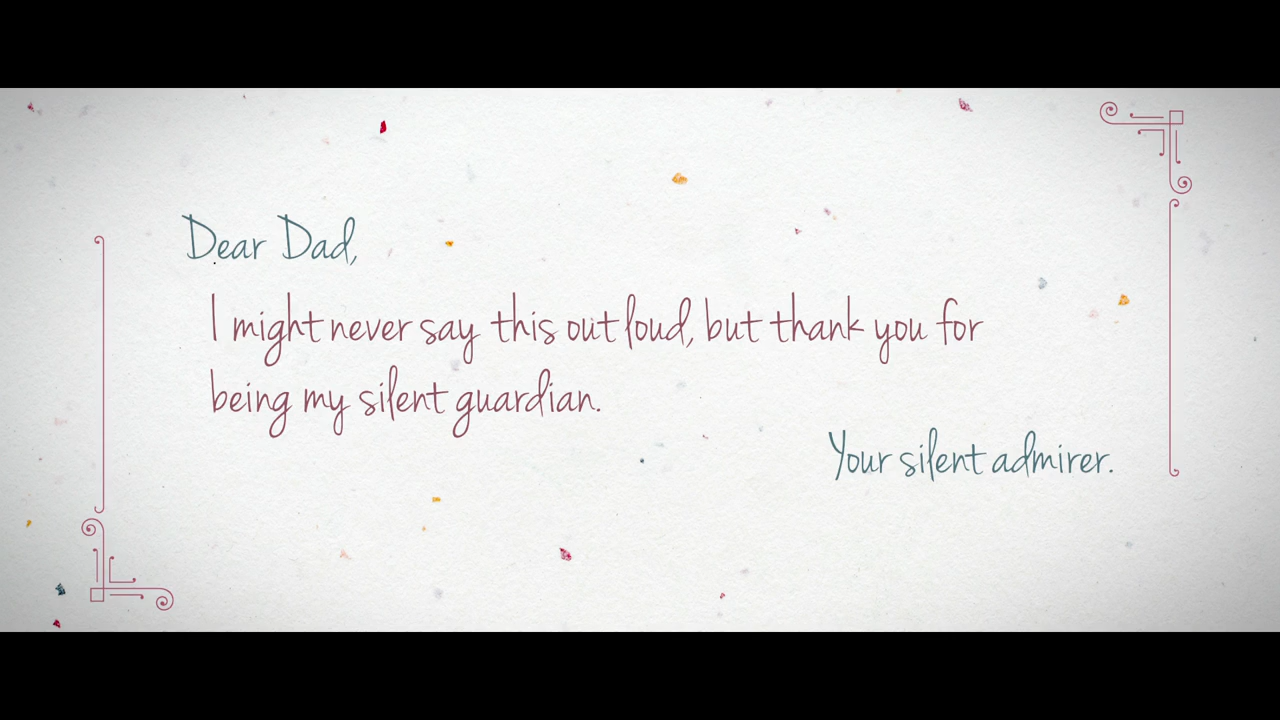 Dear Dad,
I might never say this out loud, but thank you for
being my silent guardian.
Your silent admirer.